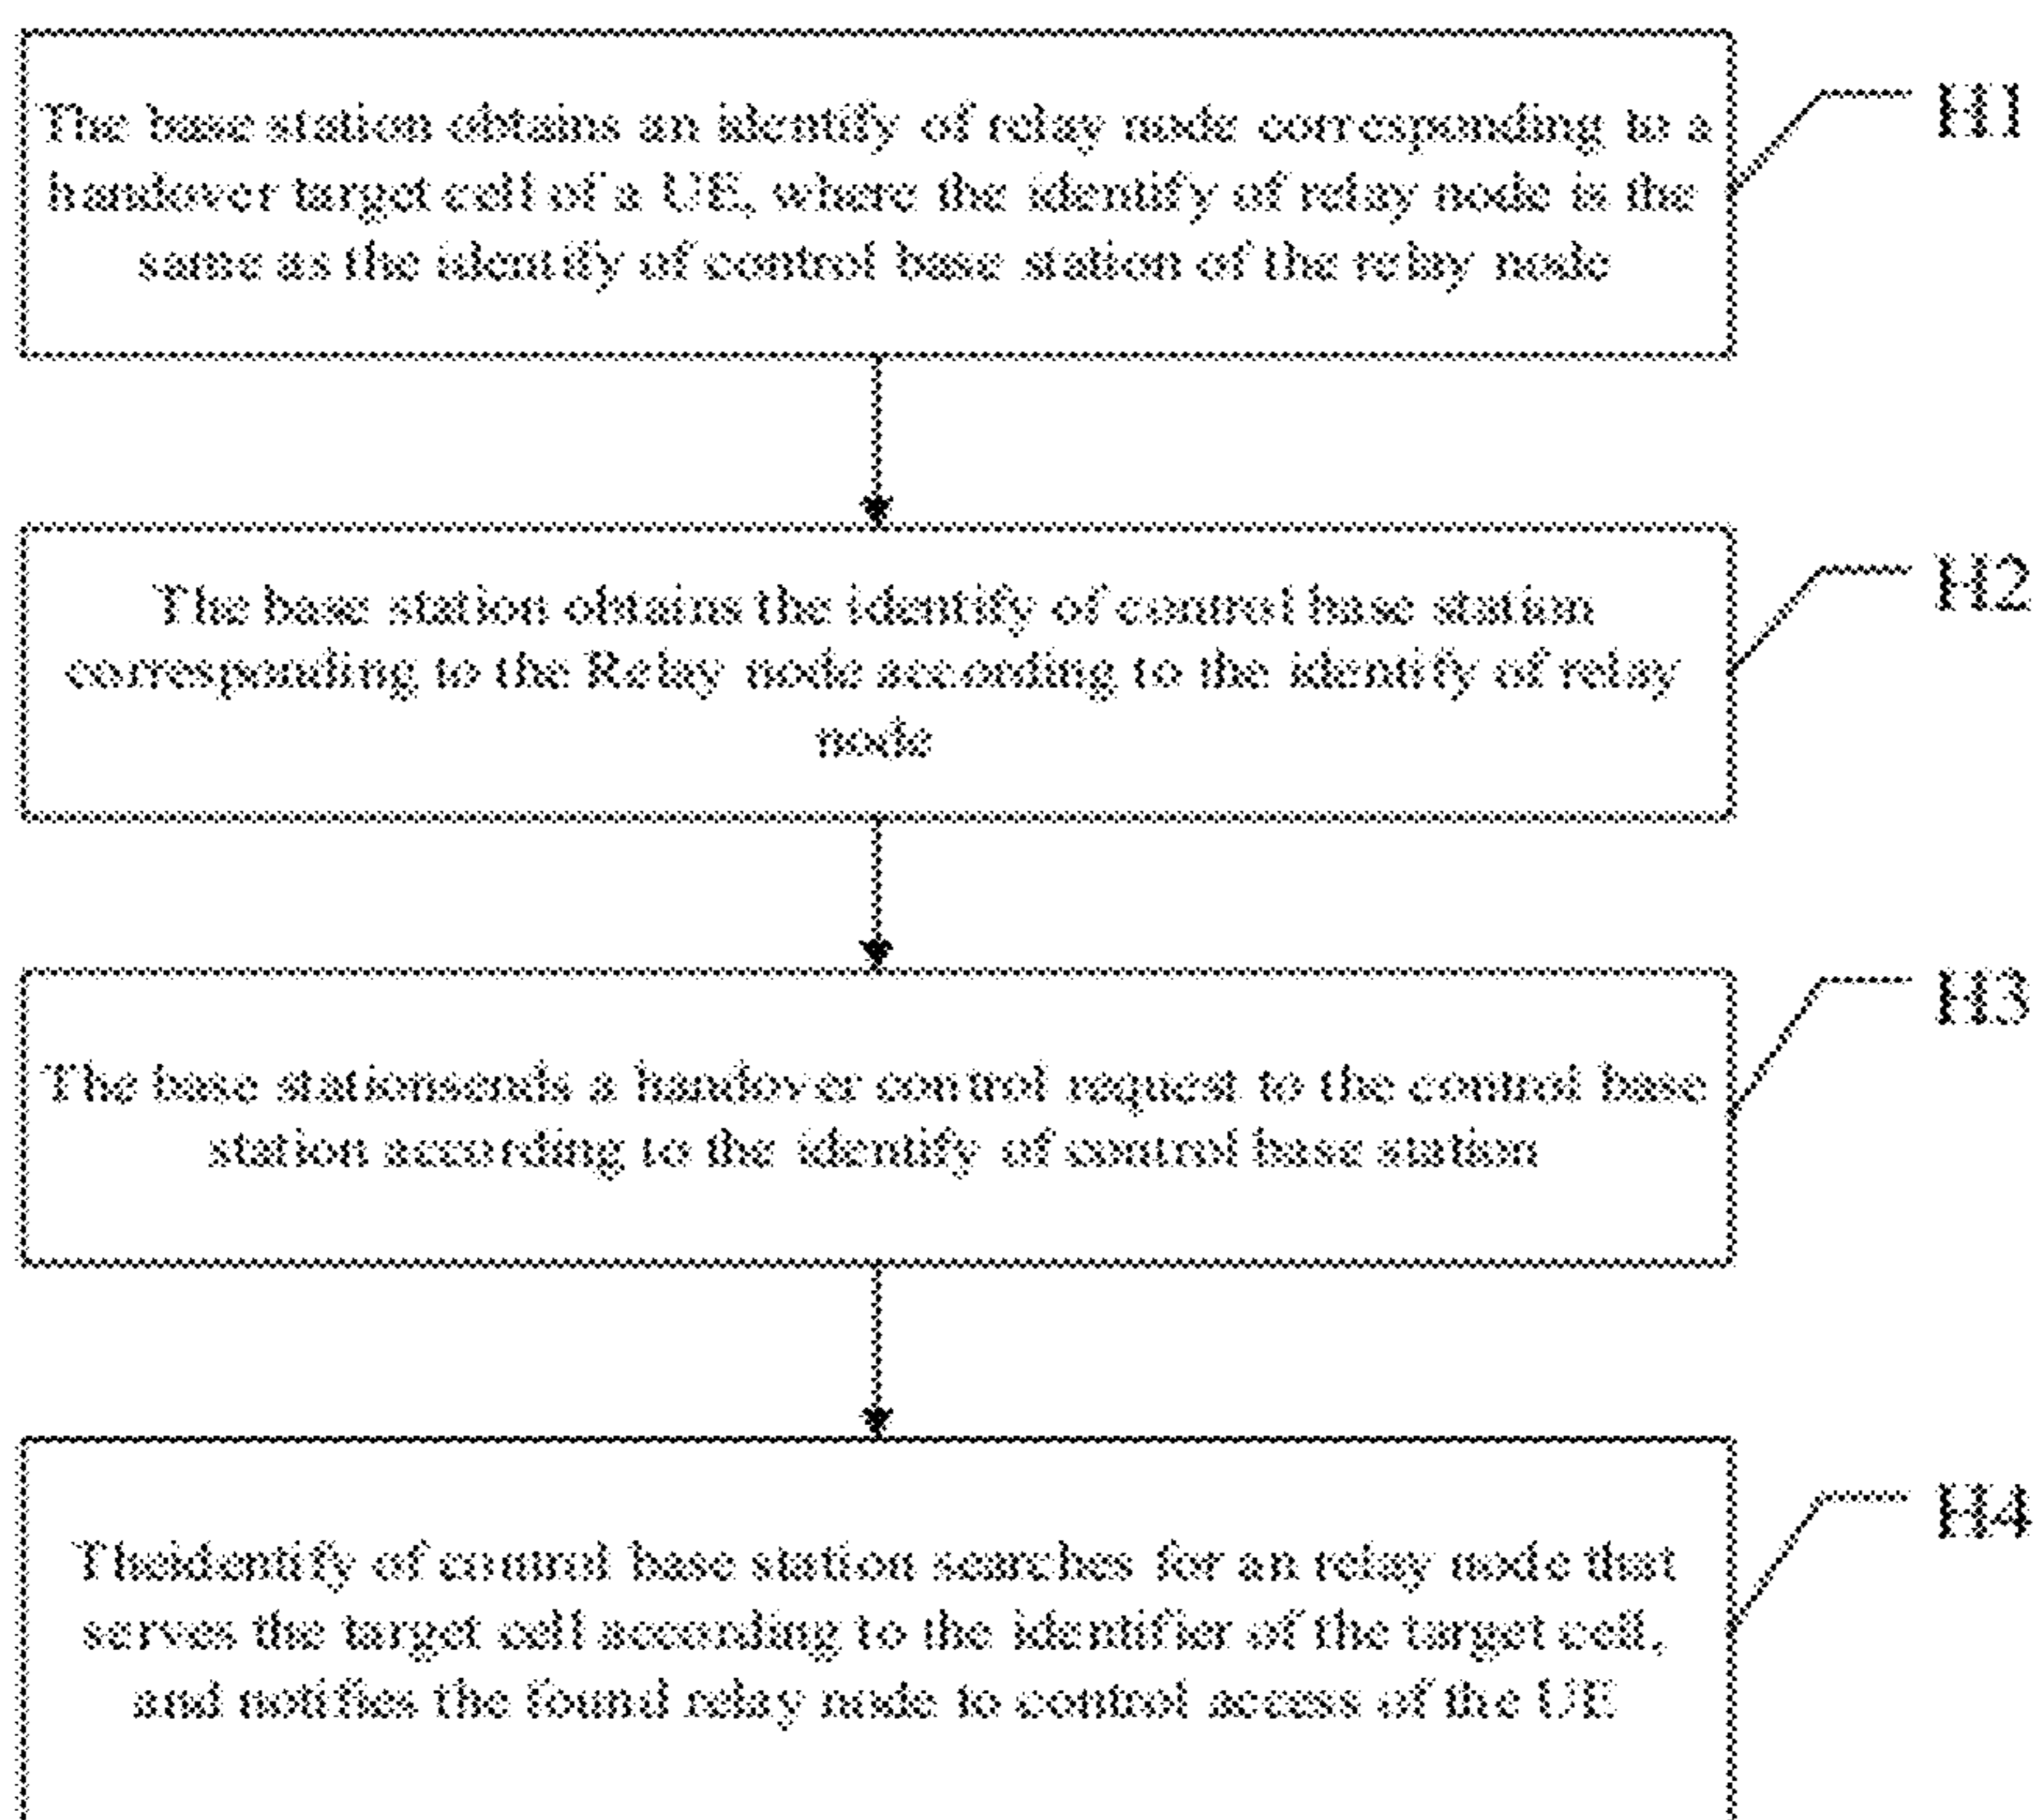 The base station obtains an identify of relay node corresponding to a
handover target cell of a UE, where the identify of relay node is the
same as the identify of control base station of the relay node
H1
The base station obtains the identify of control base station
corresponding to the Relay node according to the identify of relay
node
H2
The base stationsends a handover control request to the control base
station according to the identify of control base station
H3
Theidentify of control base station searches for an relay node that
serves the target cell according to the identifier of the target cell,
and notifies the found relay node to control access of the UE
H4